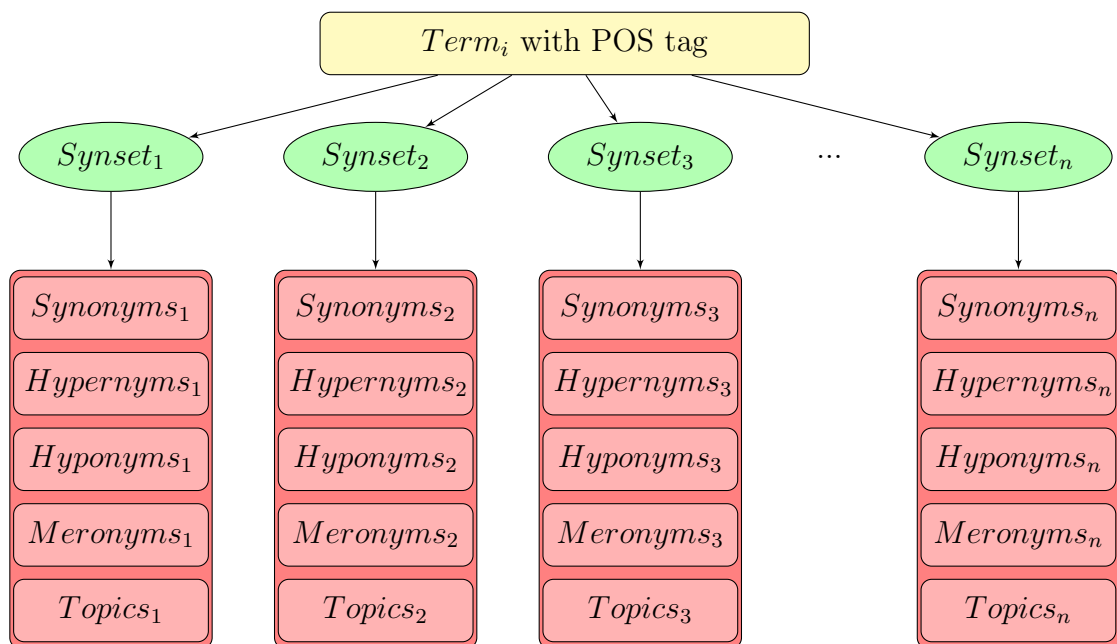 Term_i with POS tag
Synset_1 Synset_2 Synset_3 ... Synset_n
Synonyms_1 Synonyms_2 Synonyms_3 Synonyms_n
Hypernyms_1 Hypernyms_2 Hypernyms_3 Hypernyms_n
Hyponyms_1 Hyponyms_2 Hyponyms_3 Hyponyms_n
Meronyms_1 Meronyms_2 Meronyms_3 Meronyms_n
Topics_1 Topics_2 Topics_3 Topics_n